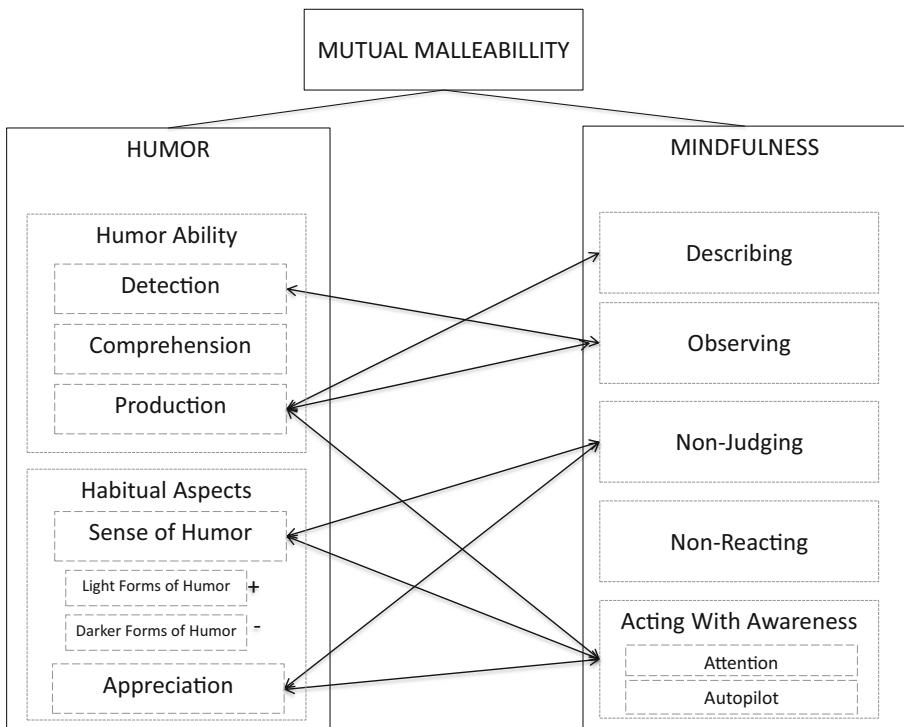 MUTUAL MALLEABILLITY
HUMOR
Humor Ability
Detection
Comprehension
Production
Habitual Aspects
Sense of Humor
Light Forms of Humor +
Darker Forms of Humor -
Appreciation
MINDFULNESS
Describing
Observing
Non-Judging
Non-Reacting
Acting With Awareness
Attention
Autopilot